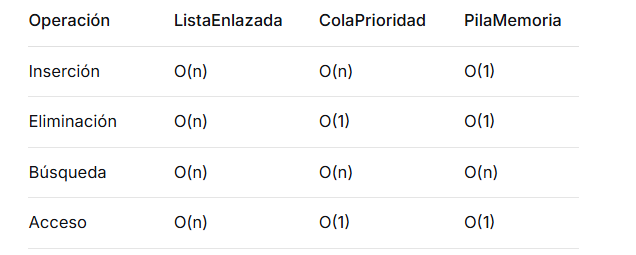 Operación ListaEnlazada ColaPrioridad PilaMemoria
Inserción O(n) O(n) O(1)
Eliminación O(n) O(1) O(1)
Búsqueda O(n) O(n) O(n)
Acceso O(n) O(1) O(1)